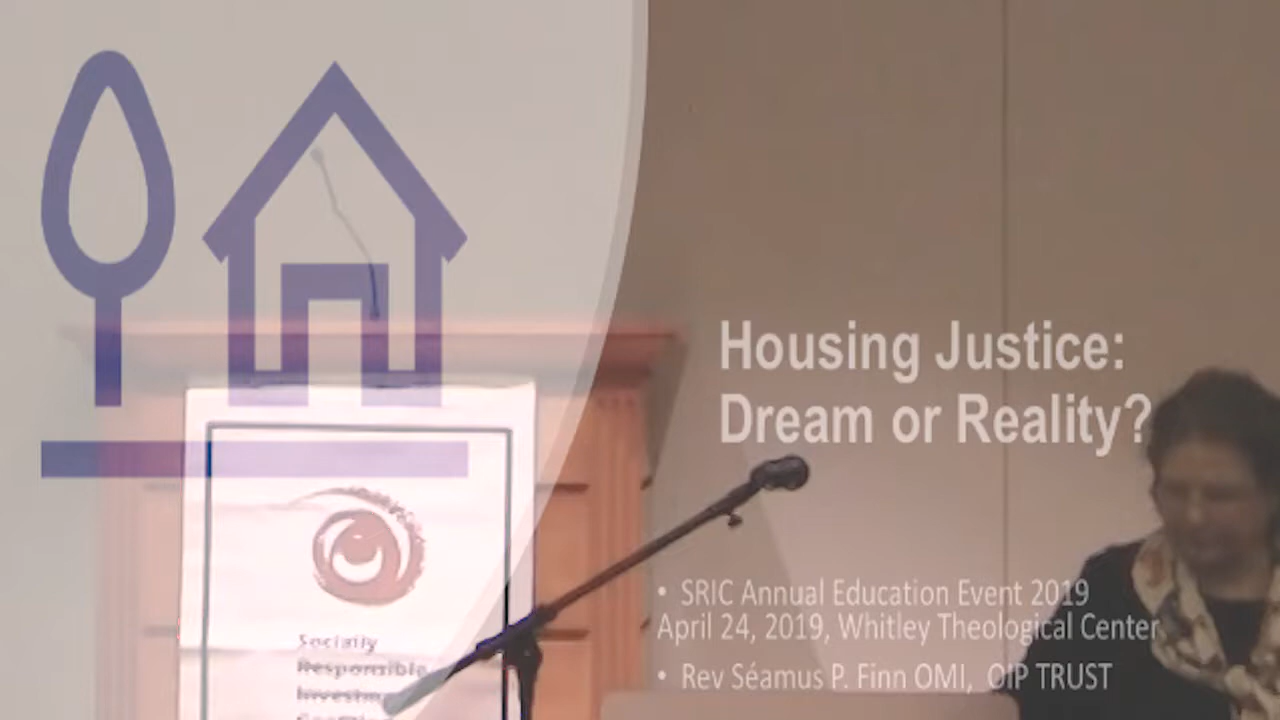 Housing Justice:
Dream or Reality?
• SRIC Annual Education Event 2019
April 24, 2019, Whitley Theological Center
• Rev Séamus P. Finn OMI, OIP TRUST
Socially
Responsible